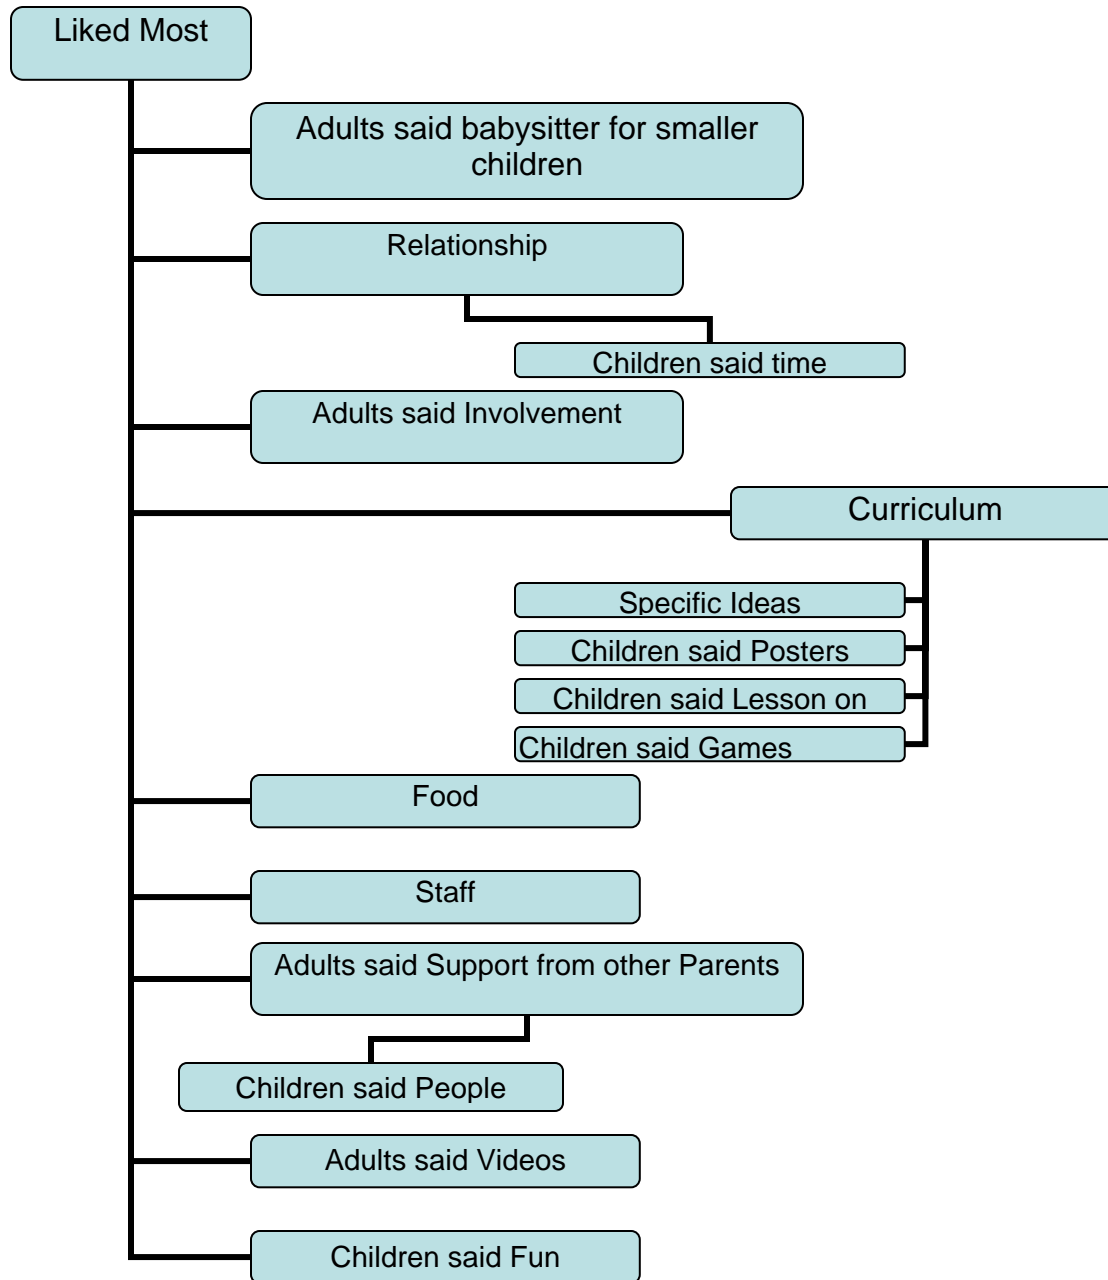 Liked Most
Adults said babysitter for smaller
children
Relationship
Children said time
Adults said Involvement
Curriculum
Specific Ideas
Children said Posters
Children said Lesson on
Children said Games
Food
Staff
Adults said Support from other Parents
Children said People
Adults said Videos
Children said Fun